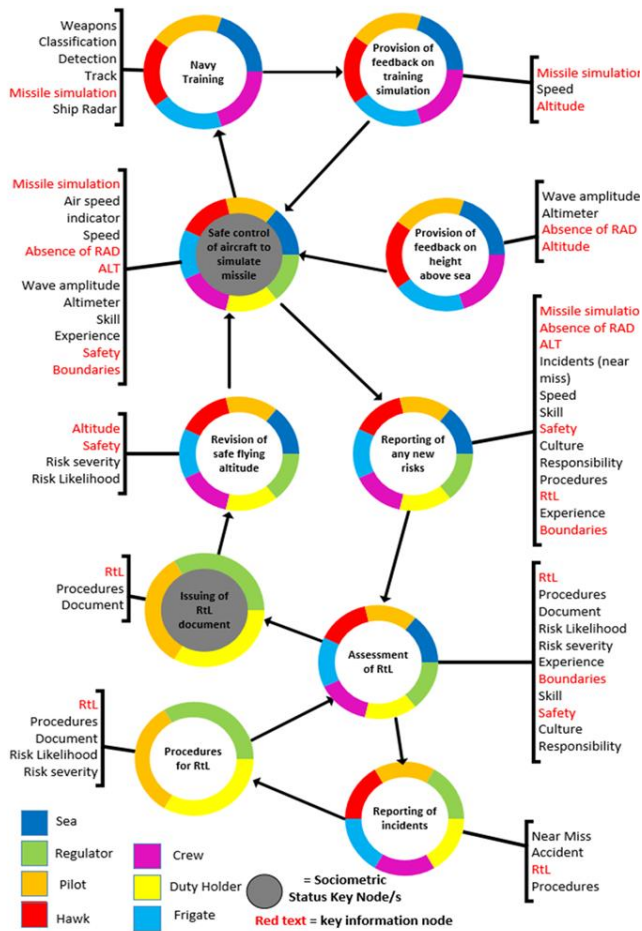 Weapons
Classification
Detection
Track
Missile simulation
Ship Radar
Navy
Training
Provision of
feedback on
training
simulation
Missile simulation
Speed
Altitude
Missile simulation
Air speed
indicator
Speed
Absence of RAD
ALT
Wave amplitude
Altimeter
Skill
Experience
Safety
Boundaries
Safe control
of aircraft to
simulate
missile
Provision of
feedback on
height
above sea
Wave amplitude
Altimeter
Absence of RAD
Altitude
Altitude
Safety
Risk severity
Risk Likelihood
Revision of
safe flying
altitude
Reporting
of any new
risks
Missile simulatio
Absence of RAD
ALT
Incidents (near
miss)
Speed
Skill
Safety
Culture
Responsibility
Procedures
RtL
Experience
Boundaries
RtL
Procedures
Document
Issuing of
RtL
document
Assessment
of RtL
RtL
Procedures
Document
Risk Likelihood
Risk severity
Experience
Boundaries
Skill
Safety
Culture
Responsibility
RtL
Procedures
Document
Risk Likelihood
Risk severity
Procedures
for RtL
Reporting of
incidents
Near Miss
Accident
RtL
Procedures
Sea
Regulator
Pilot
Hawk
Crew
Duty Holder
Frigate
= Sociometric
Status Key Node/s
Red text = key information node